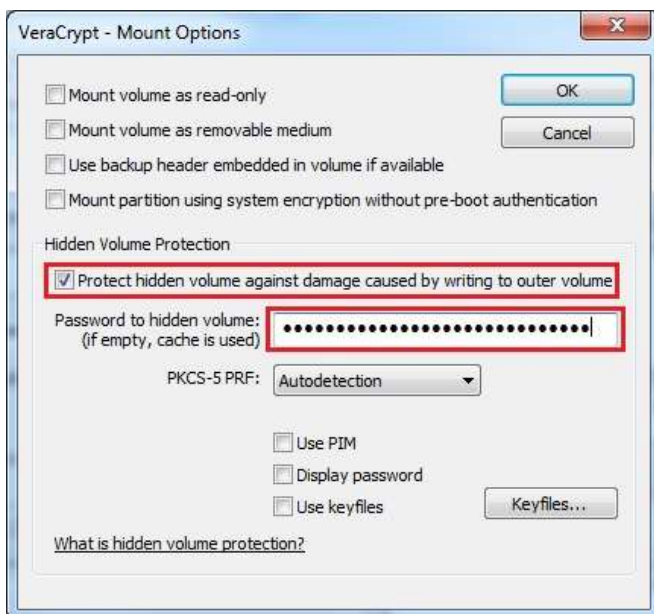 VeraCrypt - Mount Options
Mount volume as read-only
OK
Mount volume as removable medium
Cancel
Use backup header embedded in volume if available
Mount partition using system encryption without pre-boot authentication
Hidden Volume Protection
Protect hidden volume against damage caused by writing to outer volume
Password to hidden volume:
(if empty, cache is used)
●●●●●●●●●●●●●●●●●●●●●●●●●●●●●●
PKCS-5 PRF:
Autodetection
Use PIM
Display password
Use keyfiles
Keyfiles...
What is hidden volume protection?